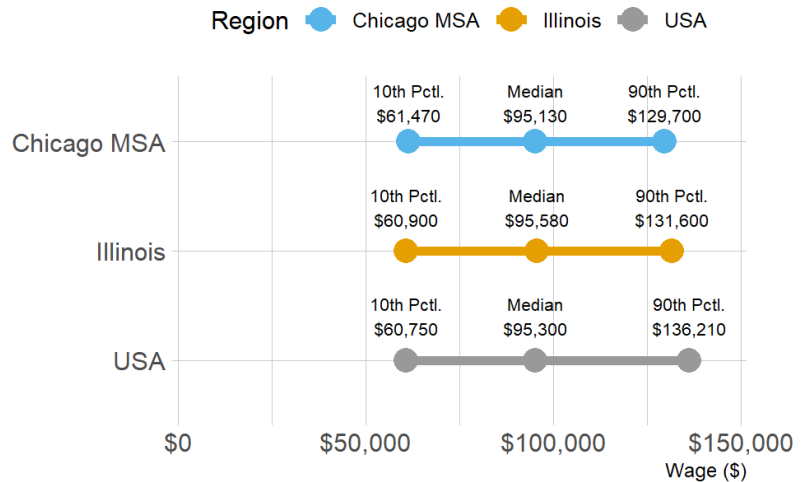 Region Chicago MSA Illinois USA
10th Pctl. Median 90th Pctl.
$61,470 $95,130 $129,700
Chicago MSA
10th Pctl. Median 90th Pctl.
$60,900 $95,580 $131,600
Illinois
10th Pctl. Median 90th Pctl.
$60,750 $95,300 $136,210
USA
$0 $50,000 $100,000 $150,000
Wage ($)